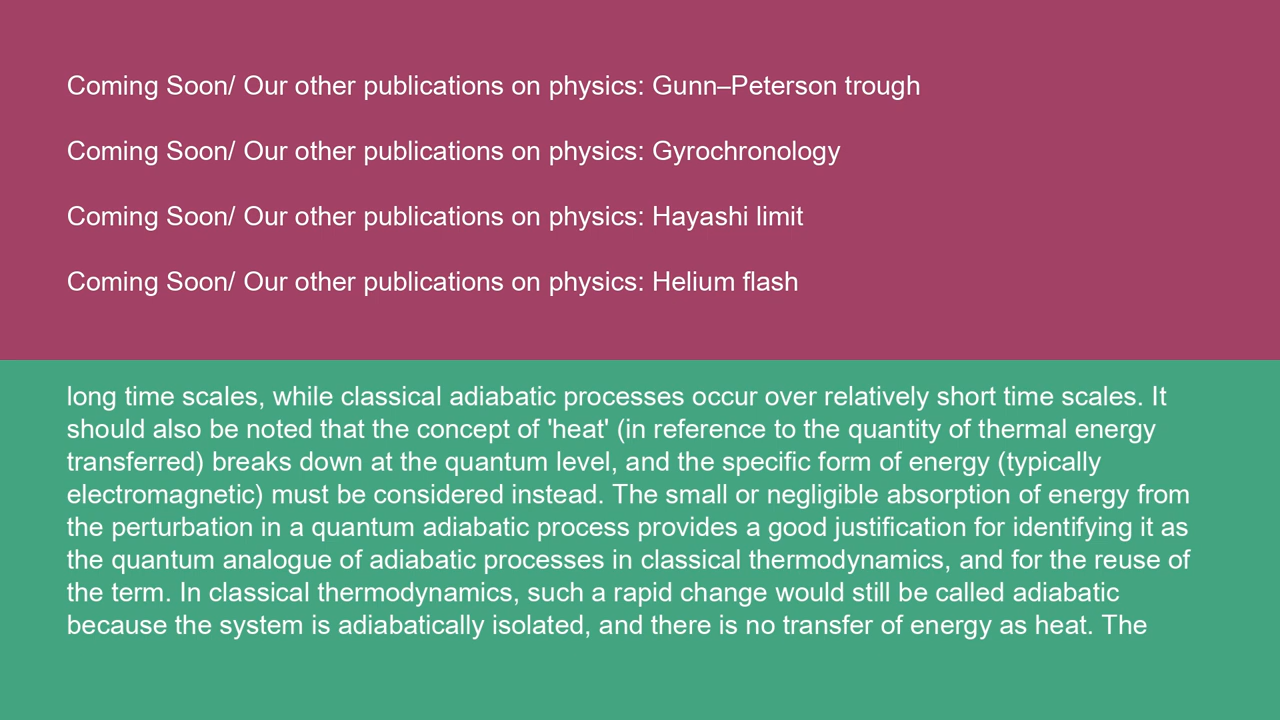 Coming Soon/ Our other publications on physics: Gunn–Peterson trough
Coming Soon/ Our other publications on physics: Gyrochronology
Coming Soon/ Our other publications on physics: Hayashi limit
Coming Soon/ Our other publications on physics: Helium flash
long time scales, while classical adiabatic processes occur over relatively short time scales. It
should also be noted that the concept of 'heat' (in reference to the quantity of thermal energy
transferred) breaks down at the quantum level, and the specific form of energy (typically
electromagnetic) must be considered instead. The small or negligible absorption of energy from
the perturbation in a quantum adiabatic process provides a good justification for identifying it as
the quantum analogue of adiabatic processes in classical thermodynamics, and for the reuse of
the term. In classical thermodynamics, such a rapid change would still be called adiabatic
because the system is adiabatically isolated, and there is no transfer of energy as heat. The